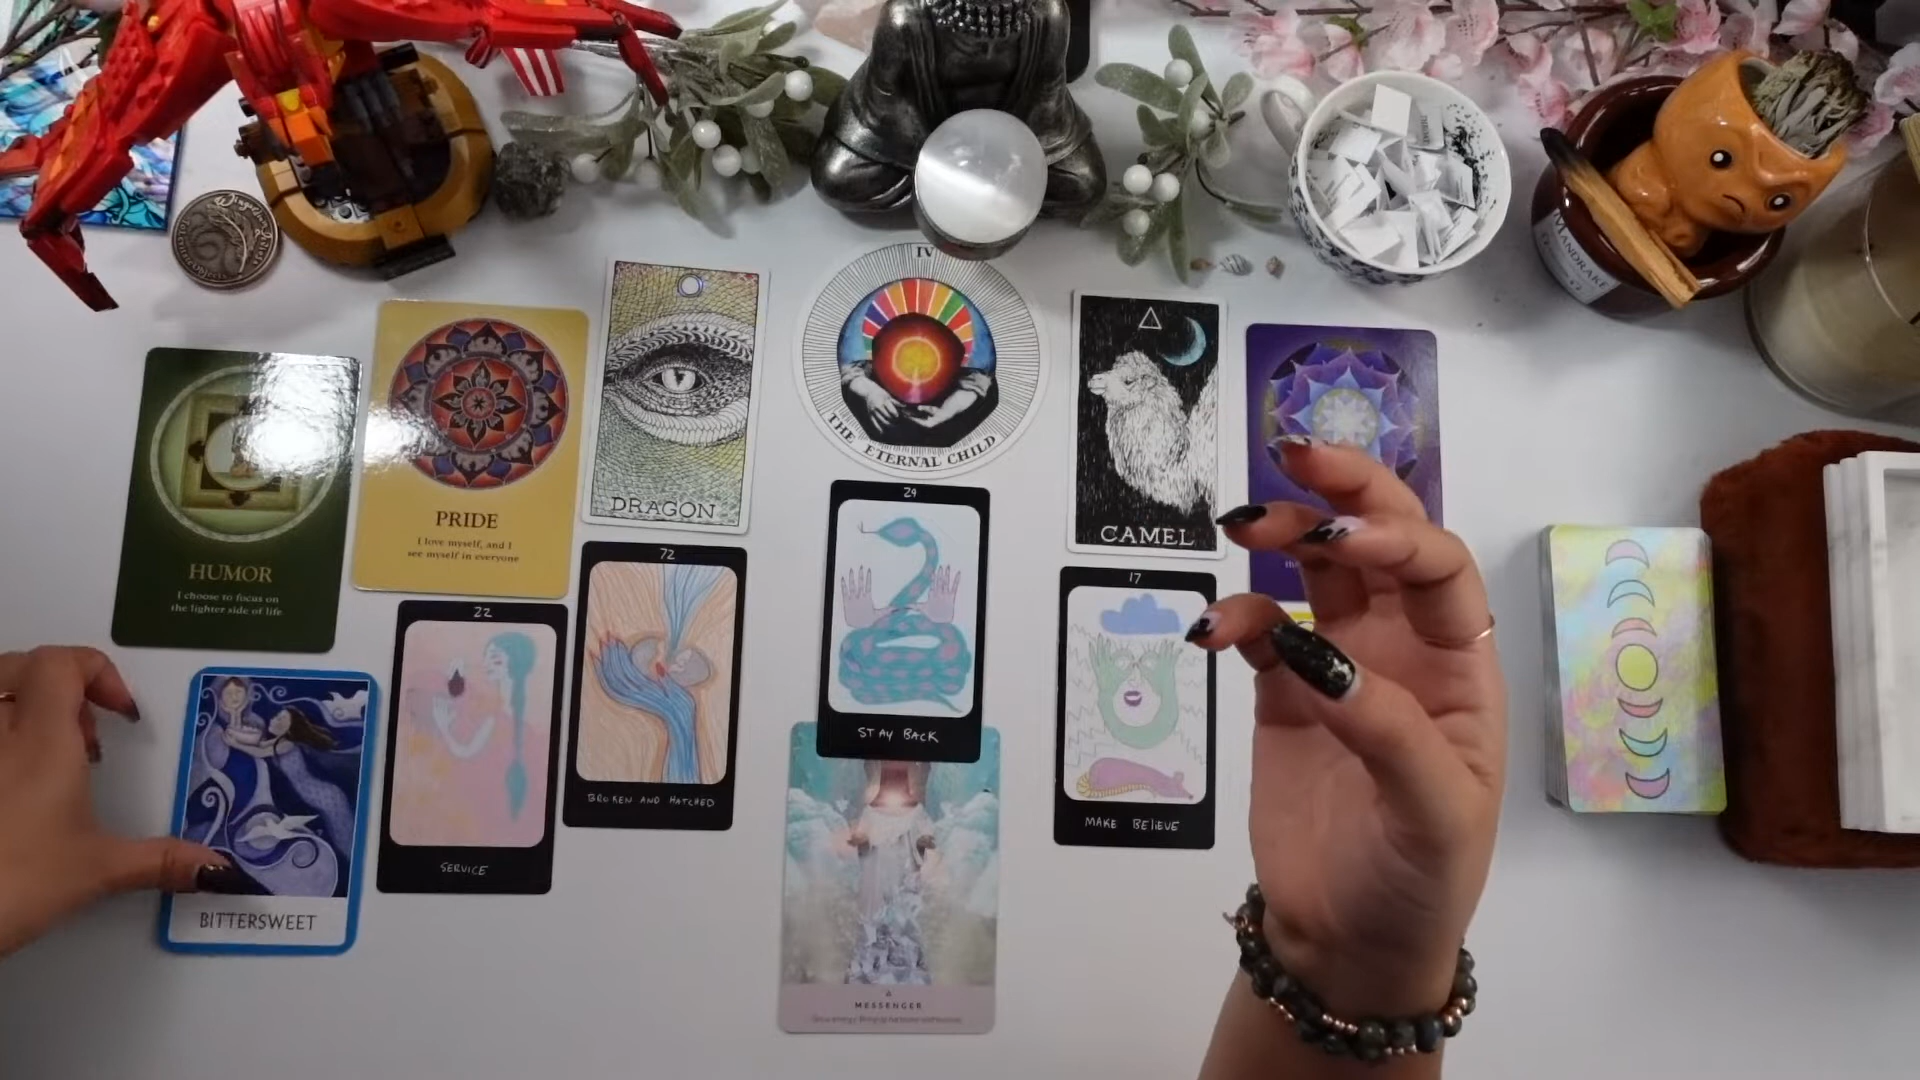 IV
THE ETERNAL CHILD
MANDRAKE
DRAGON
CAMEL
PRIDE
I love myself, and I
see myself in everyone
HUMOR
I choose to focus on
the lighter side of life
24
STAY BACK
72
BROKEN AND HATCHED
17
MAKE BELIEVE
22
SERVICE
BITTERSWEET
MESSENGER